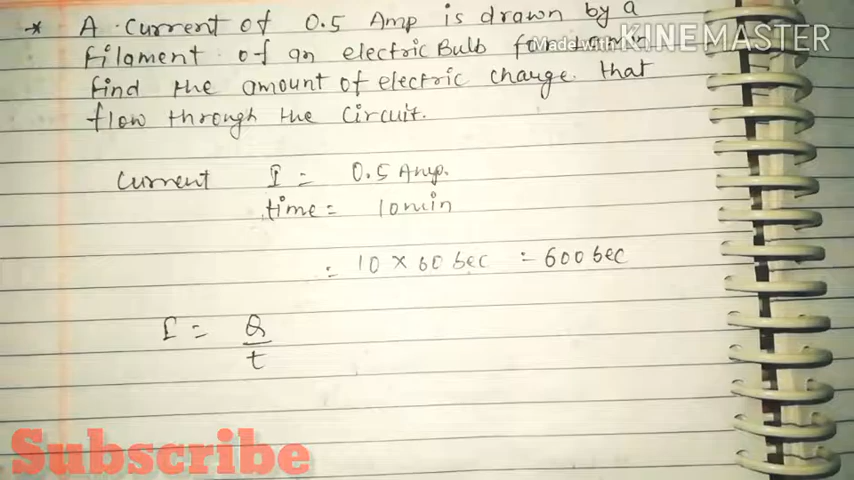 * A current of 0.5 Amp is drawn by a
Made with KINEMASTER
filament of an electric Bulb for
find the amount of electric charge that
flow through the circuit.
Current I = 0.5 Amp.
time = 10 min
= 10 × 60 Sec = 600 Sec
I = Q
t
Subscribe